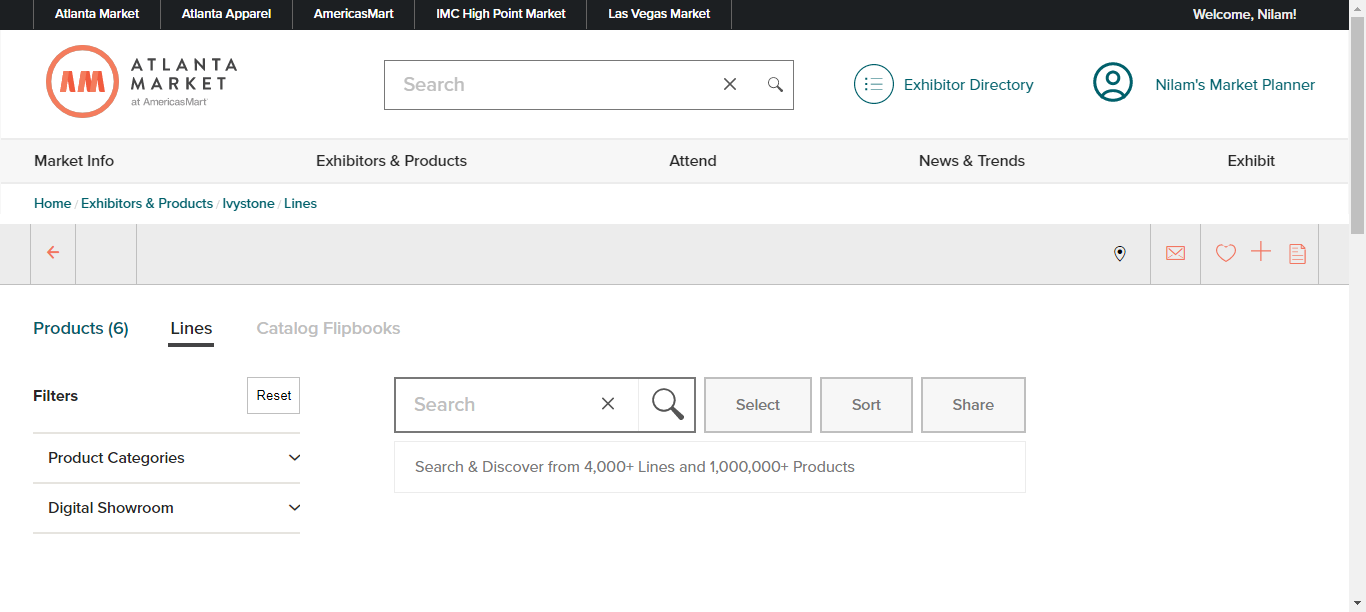 Atlanta Market
Atlanta Apparel
AmericasMart
IMC High Point Market
Las Vegas Market
Welcome, Nilam!
AM
ATLANTA
MARKET
at AmericasMart
Search
Exhibitor Directory
Nilam's Market Planner
Market Info
Exhibitors & Products
Attend
News & Trends
Exhibit
Home / Exhibitors & Products / Ivystone / Lines
Products (6)
Lines
Catalog Flipbooks
Filters
Reset
Search
Select
Sort
Share
Product Categories
Search & Discover from 4,000+ Lines and 1,000,000+ Products
Digital Showroom